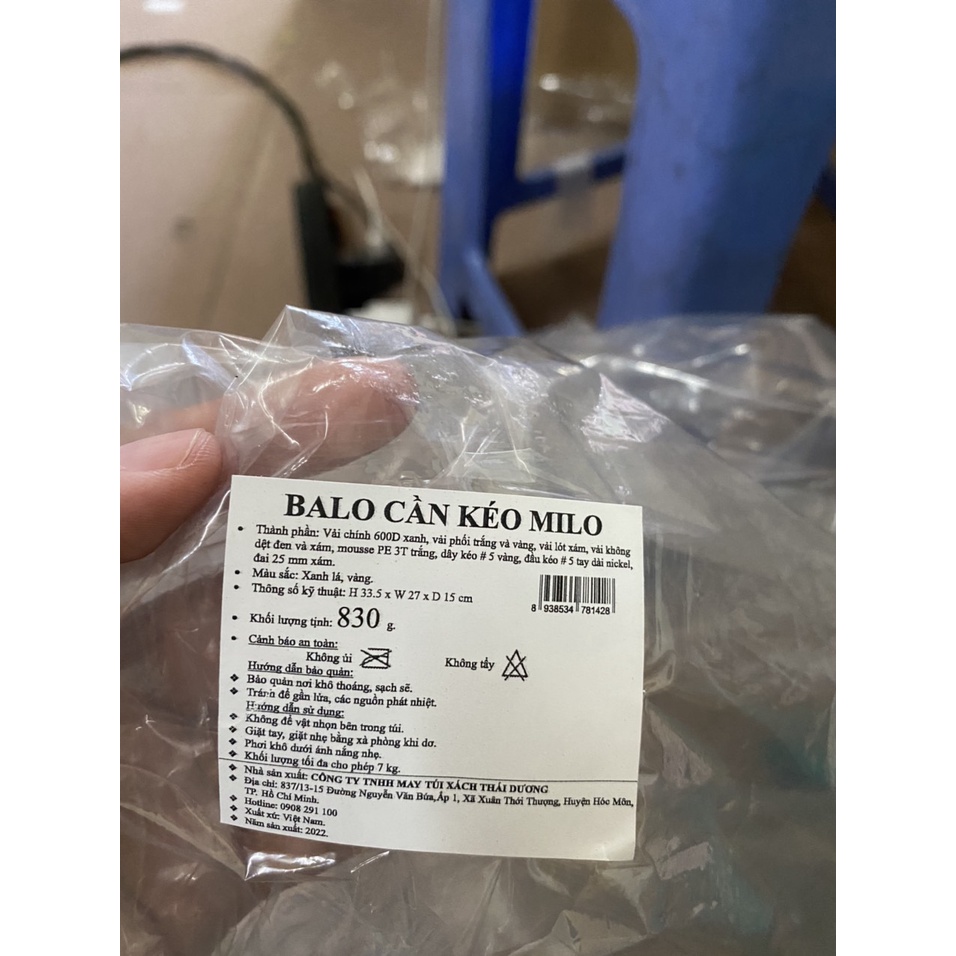 BALO CẦN KÉO MILO
• Thành phần: Vải chính 600D xanh, vải phối trắng và vàng, vải lót xám, vải không
dệt đen và xám, mousse PE 3T trắng, dây kéo # 5 vàng, đầu kéo # 5 tay dài nickel,
đai 25 mm xám.
• Màu sắc: Xanh lá, vàng.
• Thông số kỹ thuật: H 33.5 x W 27 x D 15 cm
8 938534 781428
• Khối lượng tịnh: 830 g.
• Cảnh báo an toàn:
Không ủi Không tẩy
Hướng dẫn bảo quản:
❖ Bảo quản nơi khô thoáng, sạch sẽ.
❖ Tránh để gần lửa, các nguồn phát nhiệt.
Hướng dẫn sử dụng:
❖ Không để vật nhọn bên trong túi.
❖ Giặt tay, giặt nhẹ bằng xà phòng khi dơ.
❖ Phơi khô dưới ánh nắng nhẹ.
❖ Khối lượng tối đa cho phép 7 kg.
❖ Nhà sản xuất: CÔNG TY TNHH MAY TÚI XÁCH THÁI DƯƠNG
❖ Địa chỉ: 837/13-15 Đường Nguyễn Văn Bứa,Ấp 1, Xã Xuân Thới Thượng, Huyện Hóc Môn,
TP. Hồ Chí Minh.
❖ Hotline: 0908 291 100
❖ Xuất xứ: Việt Nam.
❖ Năm sản xuất: 2022.